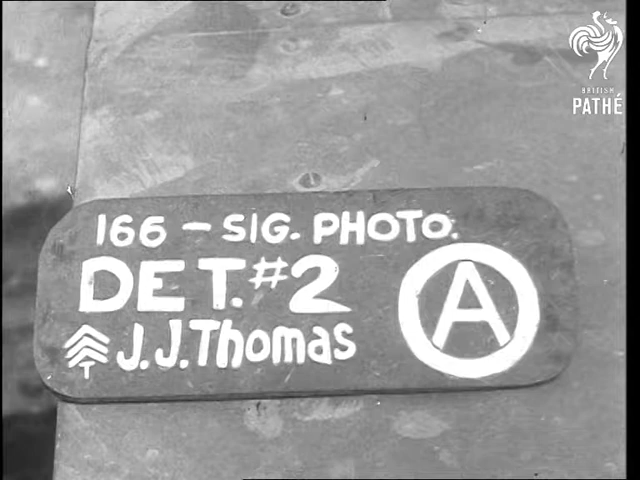 BRITISH
PATHÉ
166 - SIG. PHOTO.
DET. #2
T J.J.Thomas
A